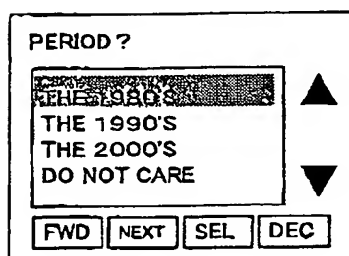 PERIOD ?
THE 1980'S
THE 1990'S
THE 2000'S
DO NOT CARE
FWD NEXT SEL DEC